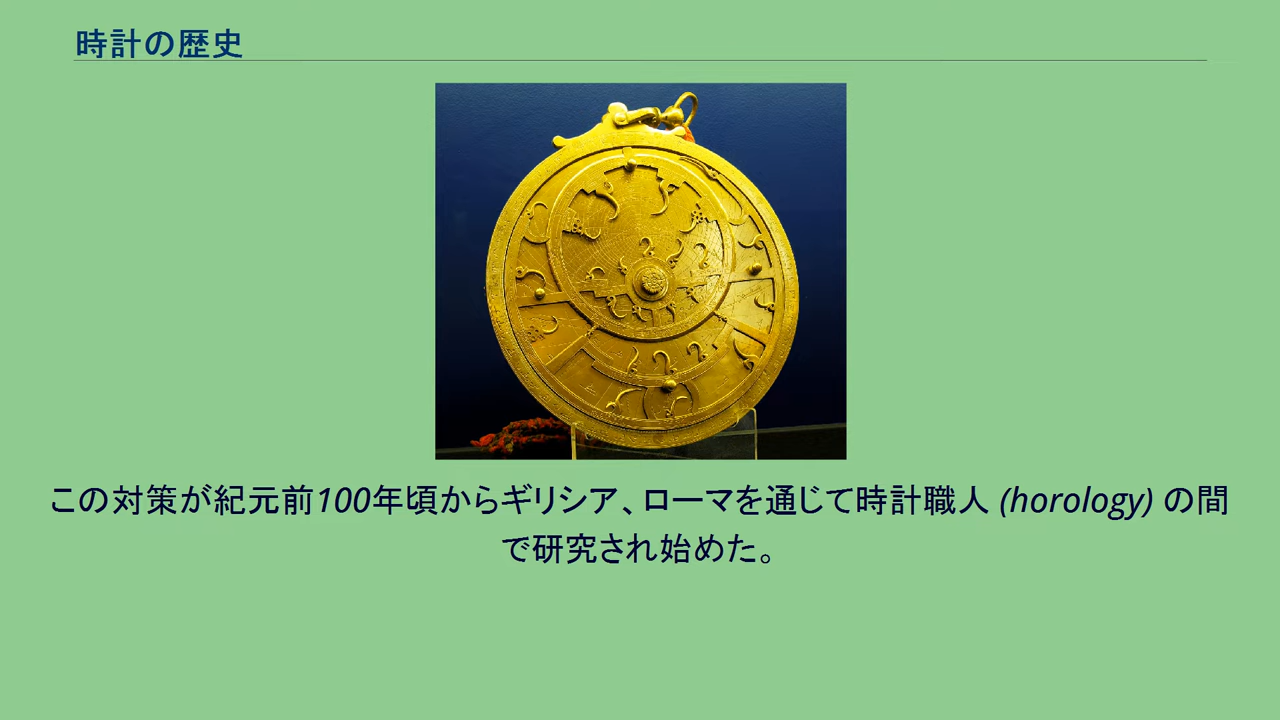 時計の歴史
この対策が紀元前100年頃からギリシア、ローマを通じて時計職人 (horology) の間
で研究され始めた。